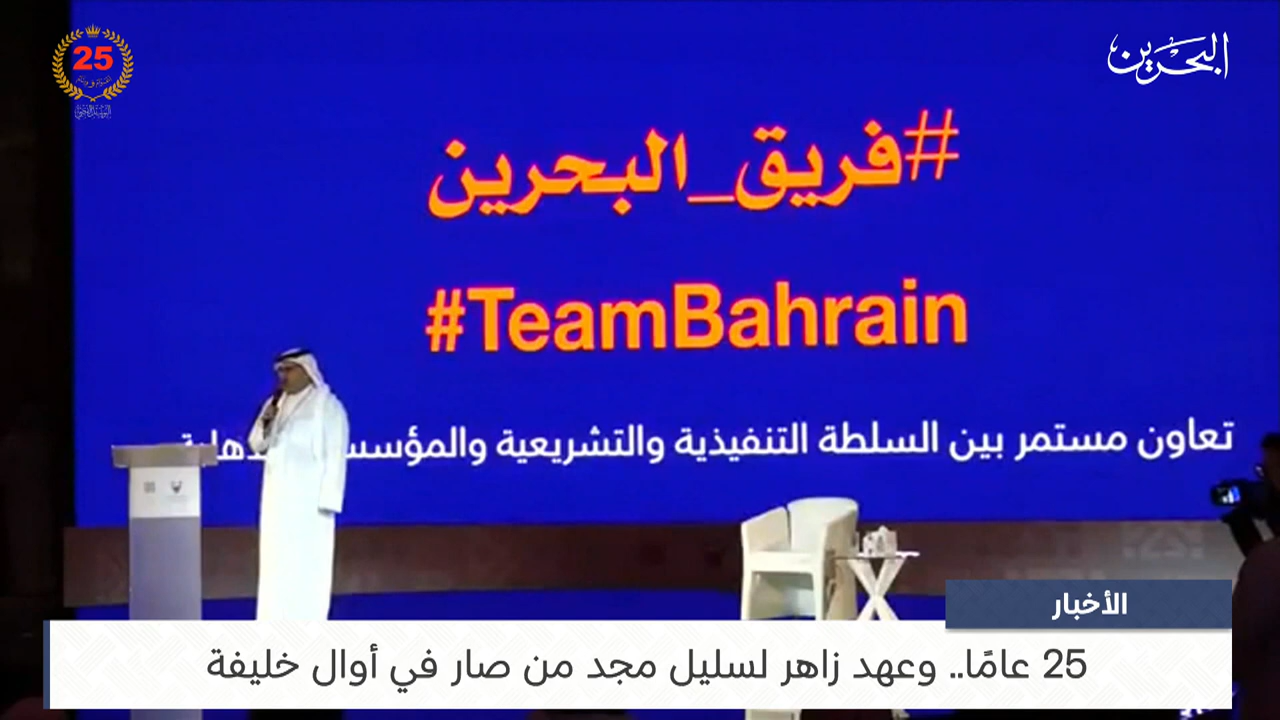 25
البحرين
#فريق_البحرين
#TeamBahrain
تعاون مستمر بين السلطة التنفيذية والتشريعية
الأخبار
25 عامًا.. وعهد زاهر لسليل مجد من صار في أوال خليفة